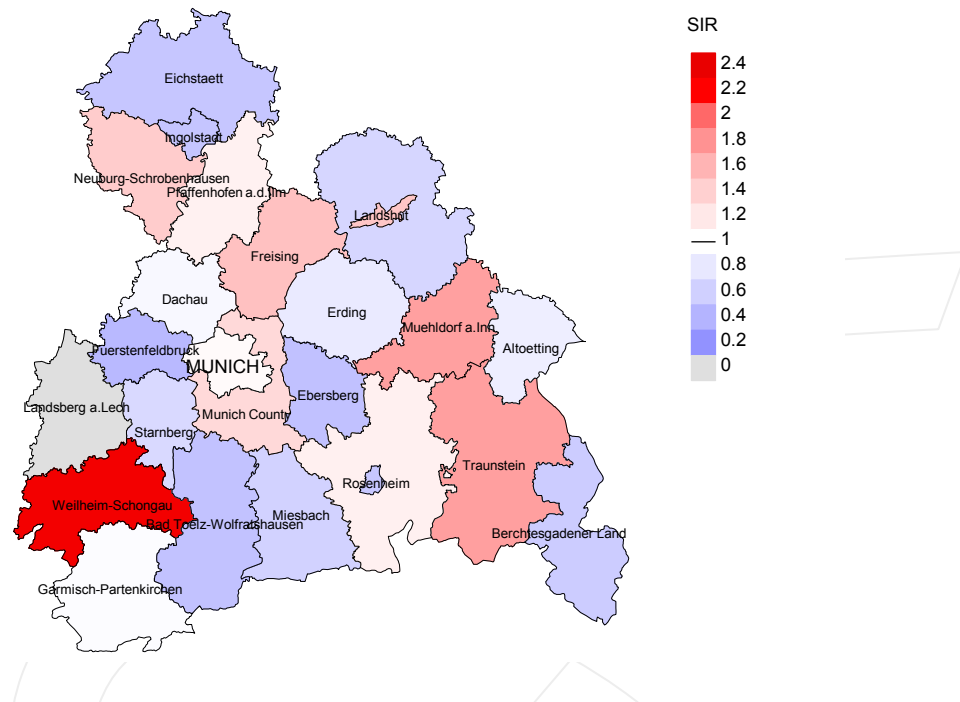 SIR
2.4
2.2
2
1.8
1.6
1.4
1.2
1
0.8
0.6
0.4
0.2
0
Eichstaett
Ingolstadt
Neuburg-Schrobenhausen
Pfaffenhofen a.d.Ilm
Landshut
Freising
Dachau
Erding
Muehldorf a.Inn
Altoetting
Fuerstenfeldbruck
MUNICH
Ebersberg
Landsberg a.Lech
Munich County
Starnberg
Traunstein
Rosenheim
Weilheim-Schongau
Miesbach
Bad Toelz-Wolfratshausen
Berchtesgadener Land
Garmisch-Partenkirchen